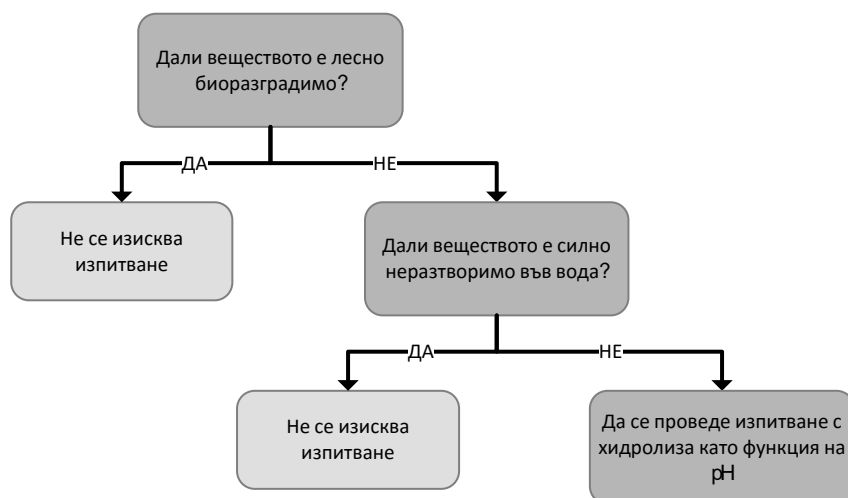 Дали веществото е лесно
биоразградимо?
ДА
НЕ
Не се изисква
изпитване
Дали веществото е силно
неразтворимо във вода?
ДА
НЕ
Не се изисква
изпитване
Да се проведе изпитване с
хидролиза като функция на
pH